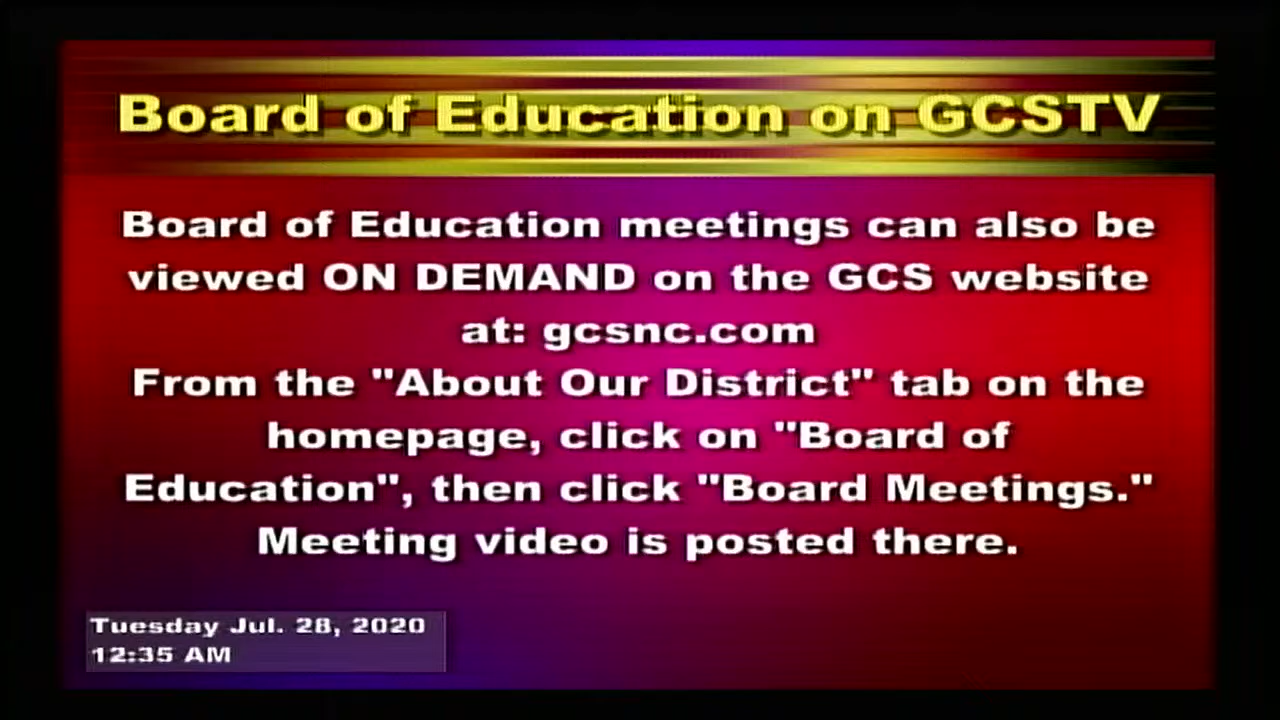 Board of Education on GCSTV
Board of Education meetings can also be
viewed ON DEMAND on the GCS website
at: gcsnc.com
From the "About Our District" tab on the
homepage, click on "Board of
Education", then click "Board Meetings."
Meeting video is posted there.
Tuesday Jul. 28, 2020
12:35 AM